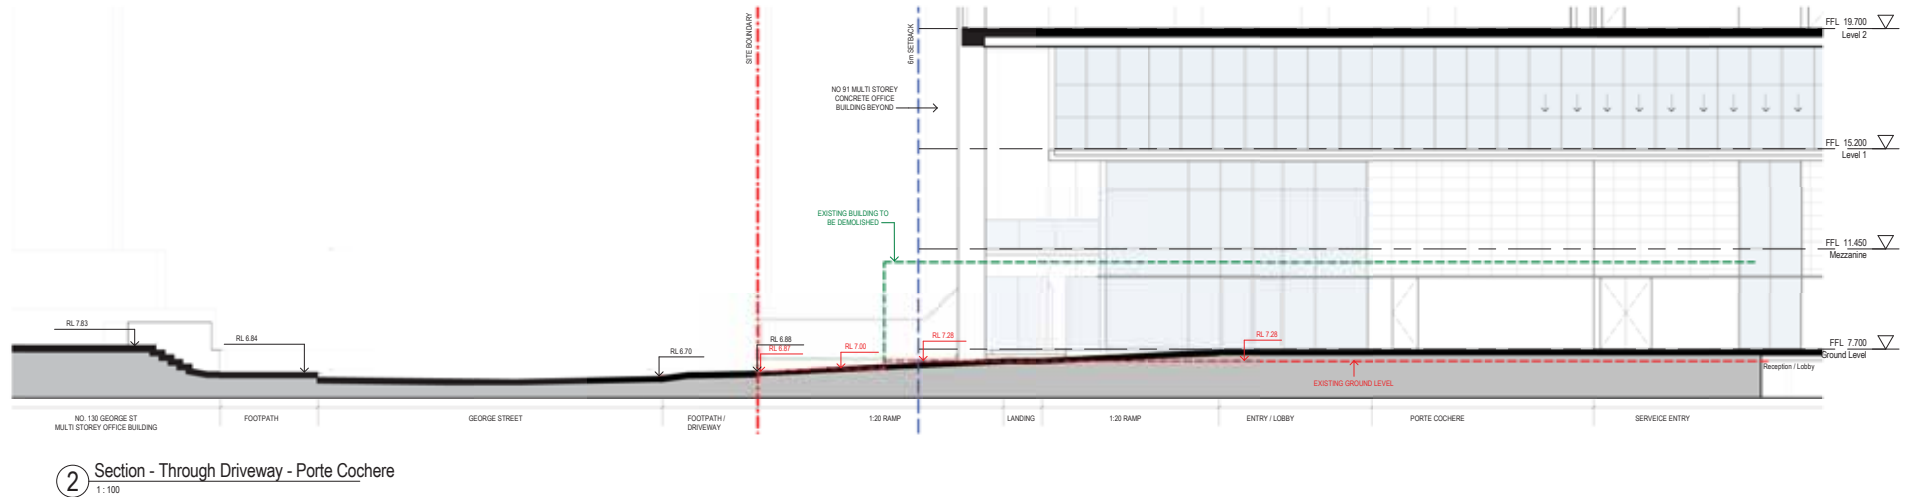 SITE BOUNDARY
6m SETBACK
FFL 19.700
Level 2
NO 91 MULTI STOREY
CONCRETE OFFICE
BUILDING BEYOND
FFL 15.200
Level 1
EXISTING BUILDING TO
BE DEMOLISHED
FFL 11.450
Mezzanine
RL 7.83
RL 6.84
RL 6.70
RL 6.88
RL 6.87
RL 7.00
RL 7.28
RL 7.28
FFL 7.700
Ground Level
Reception / Lobby
EXISTING GROUND LEVEL
NO. 130 GEORGE ST
MULTI STOREY OFFICE BUILDING
FOOTPATH
GEORGE STREET
FOOTPATH /
DRIVEWAY
1:20 RAMP
LANDING
1:20 RAMP
ENTRY / LOBBY
PORTE COCHERE
SERVEICE ENTRY
2
Section - Through Driveway - Porte Cochere
1 : 100